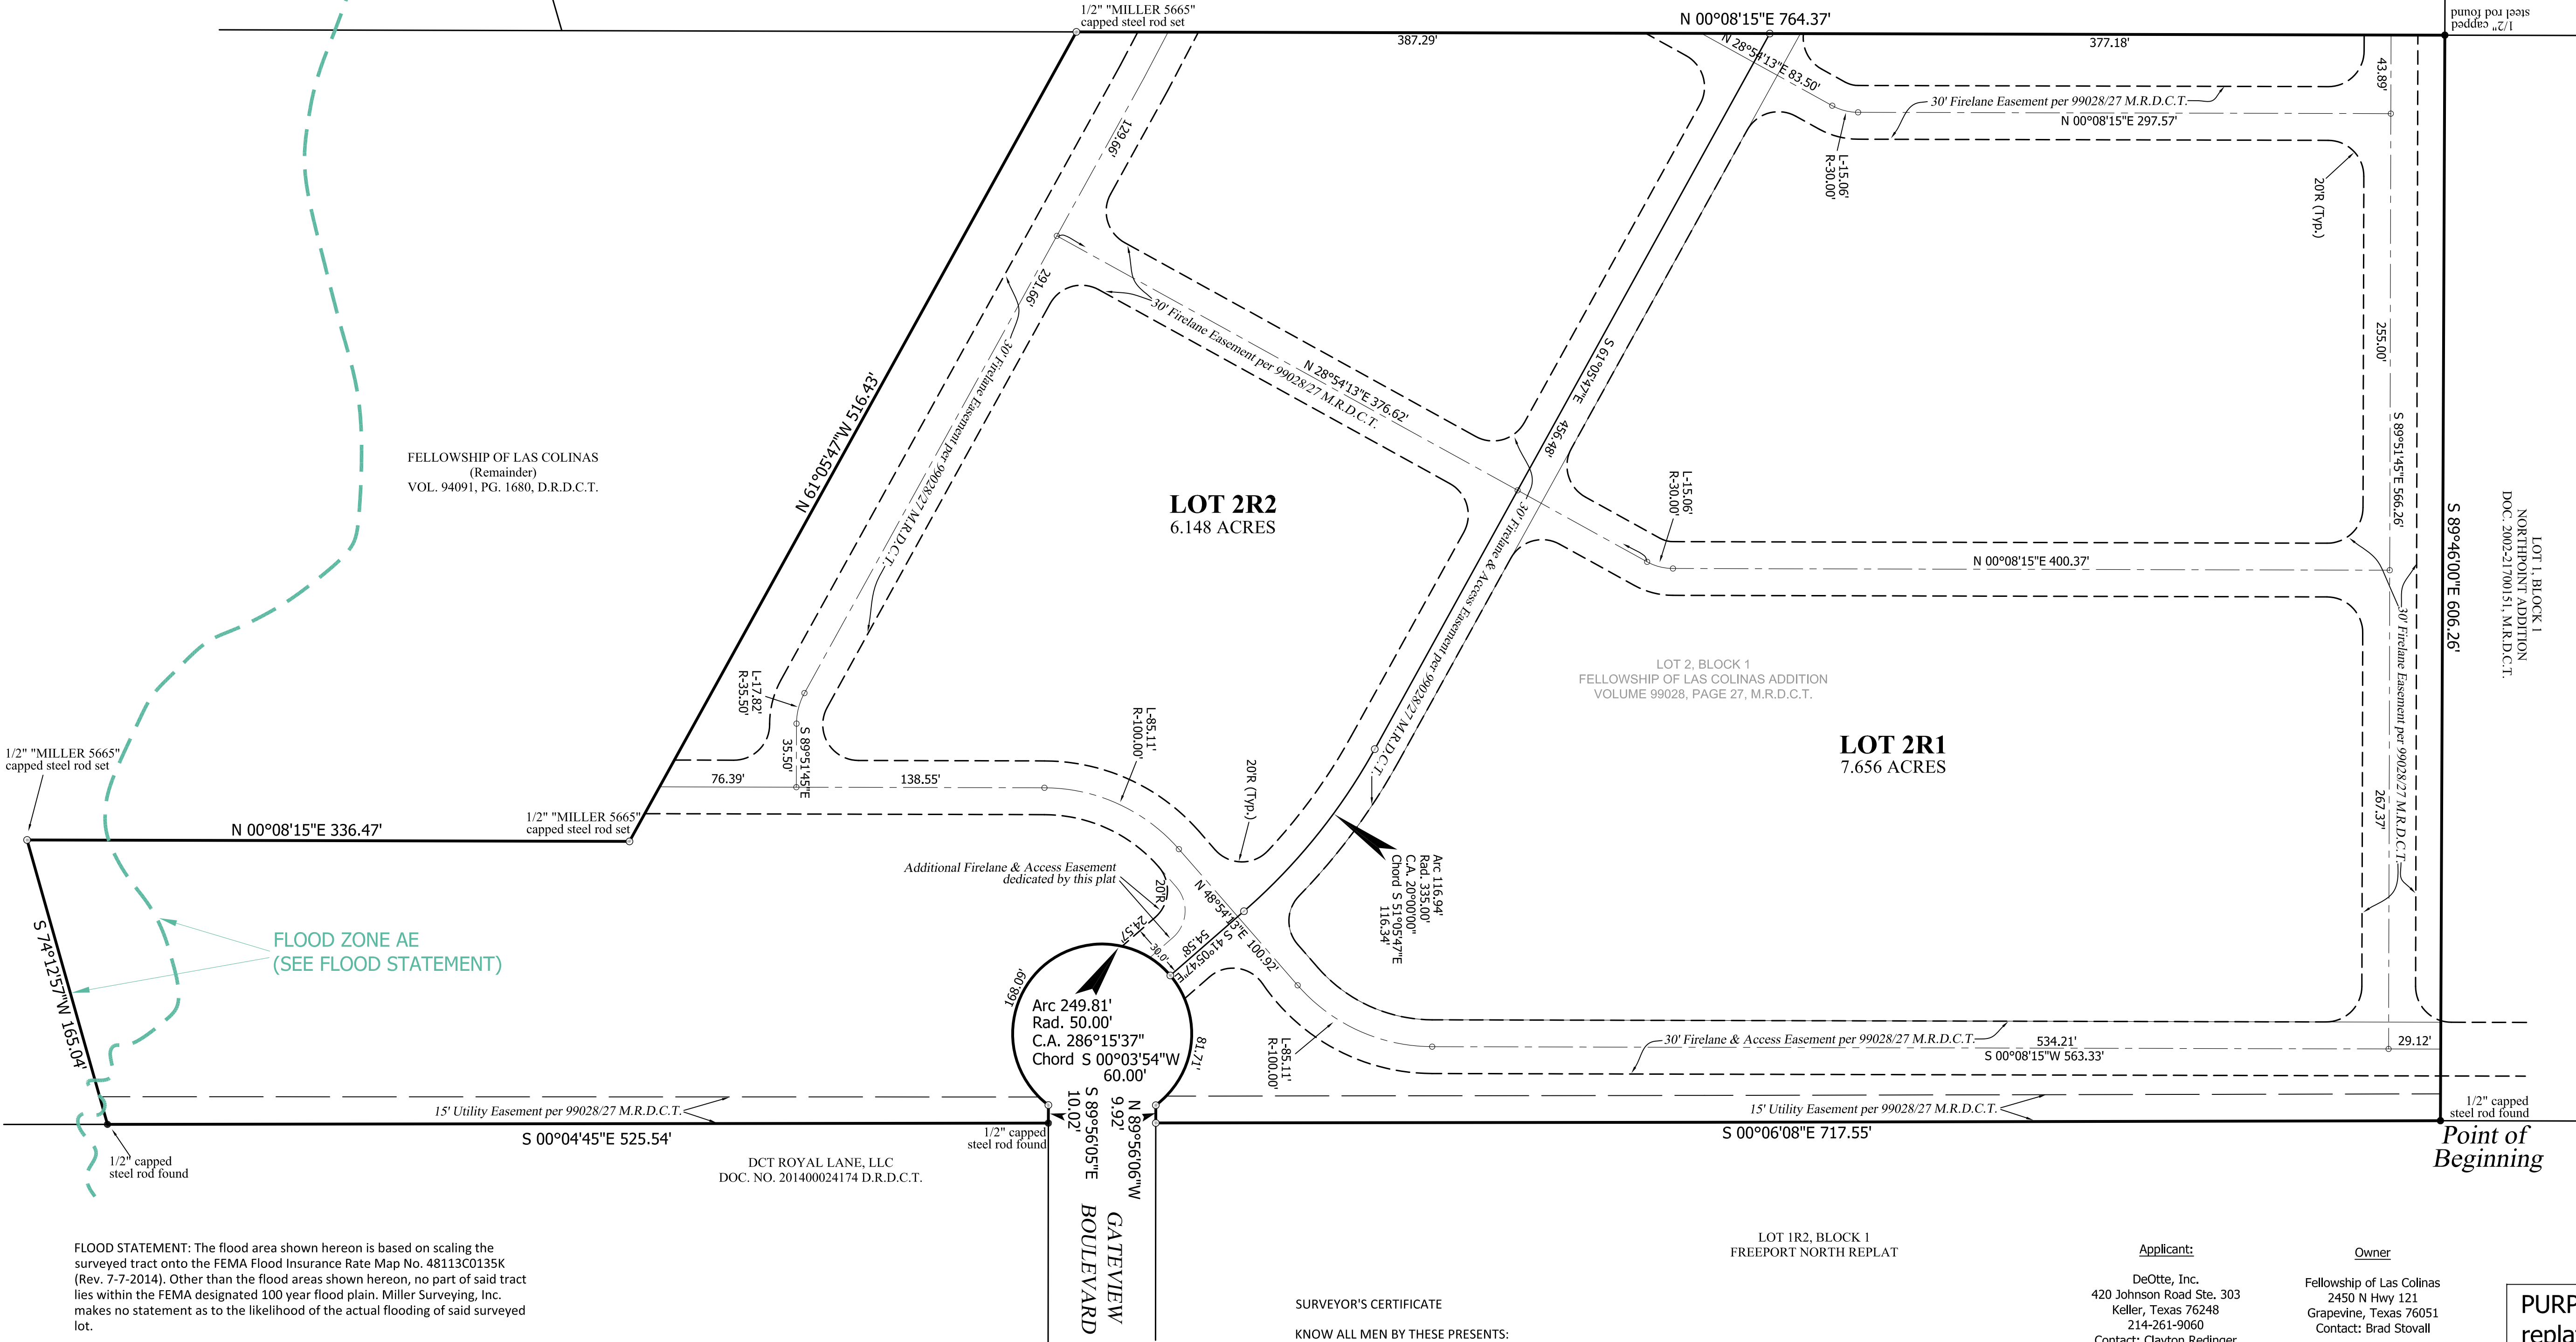 1/2" "MILLER 5665"
capped steel rod set
N 00°08'15"E 764.37'
387.29'
377.18'
1/2" capped
steel rod found
N 28°54'13"E 83.50'
43.89'
30' Firelane Easement per 99028/27 M.R.D.C.T.
N 00°08'15"E 297.57'
L-15.06'
R-30.00'
20'R (Typ.)
129.66'
291.66'
30' Firelane Easement per 99028/27 M.R.D.C.T.
N 28°54'13"E 376.62'
S 61°05'47"E
456.48'
30' Firelane Easement per 99028/27 M.R.D.C.T.
N 61°05'47"W 516.43'
255.00'
S 89°51'45"E 566.26'
S 89°46'00"E 606.26'
LOT 1, BLOCK 1
NORTHPOINT ADDITION
DOC. 2002-21700151, M.R.D.C.T.
FELLOWSHIP OF LAS COLINAS
(Remainder)
VOL. 94091, PG. 1680, D.R.D.C.T.
LOT 2R2
6.148 ACRES
L-15.06'
R-30.00'
N 00°08'15"E 400.37'
30' Firelane & Access Easement per 99028/27 M.R.D.C.T.
30' Firelane Easement per 99028/27 M.R.D.C.T.
LOT 2, BLOCK 1
FELLOWSHIP OF LAS COLINAS ADDITION
VOLUME 99028, PAGE 27, M.R.D.C.T.
LOT 2R1
7.656 ACRES
L-17.82'
R-35.50'
S 89°51'45"E
35.50'
76.39'
138.55'
L-85.11'
R-100.00'
20'R (Typ.)
267.37'
1/2" "MILLER 5665"
capped steel rod set
N 00°08'15"E 336.47'
1/2" "MILLER 5665"
capped steel rod set
Additional Firelane & Access Easement
dedicated by this plat
20'R
24.57'
30.0'
54.58'
S 41°05'47"E
N 48°54'13"E 100.92'
Arc 116.94'
Rad. 335.00'
C.A. 20°00'00"
Chord S 51°05'47"E
116.34'
FLOOD ZONE AE
(SEE FLOOD STATEMENT)
S 74°12'57"W 165.04'
168.09'
Arc 249.81'
Rad. 50.00'
C.A. 286°15'37"
Chord S 00°03'54"W
60.00'
81.71'
L-85.11'
R-100.00'
30' Firelane & Access Easement per 99028/27 M.R.D.C.T.
534.21'
S 00°08'15"W 563.33'
29.12'
15' Utility Easement per 99028/27 M.R.D.C.T.
15' Utility Easement per 99028/27 M.R.D.C.T.
1/2" capped
steel rod found
S 00°04'45"E 525.54'
1/2" capped
steel rod found
S 89°56'05"E
10.02'
N 89°56'06"W
9.92'
S 00°06'08"E 717.55'
Point of
Beginning
1/2" capped
steel rod found
DCT ROYAL LANE, LLC
DOC. NO. 201400024174 D.R.D.C.T.
GATEVIEW
BOULEVARD
LOT 1R2, BLOCK 1
FREEPORT NORTH REPLAT
FLOOD STATEMENT: The flood area shown hereon is based on scaling the
surveyed tract onto the FEMA Flood Insurance Rate Map No. 48113C0135K
(Rev. 7-7-2014). Other than the flood areas shown hereon, no part of said tract
lies within the FEMA designated 100 year flood plain. Miller Surveying, Inc.
makes no statement as to the likelihood of the actual flooding of said surveyed
lot.
SURVEYOR'S CERTIFICATE
KNOW ALL MEN BY THESE PRESENTS:
Applicant:
DeOtte, Inc.
420 Johnson Road Ste. 303
Keller, Texas 76248
214-261-9060
Contact: Clayton Redinger
Owner
Fellowship of Las Colinas
2450 N Hwy 121
Grapevine, Texas 76051
Contact: Brad Stovall
PURP
replat